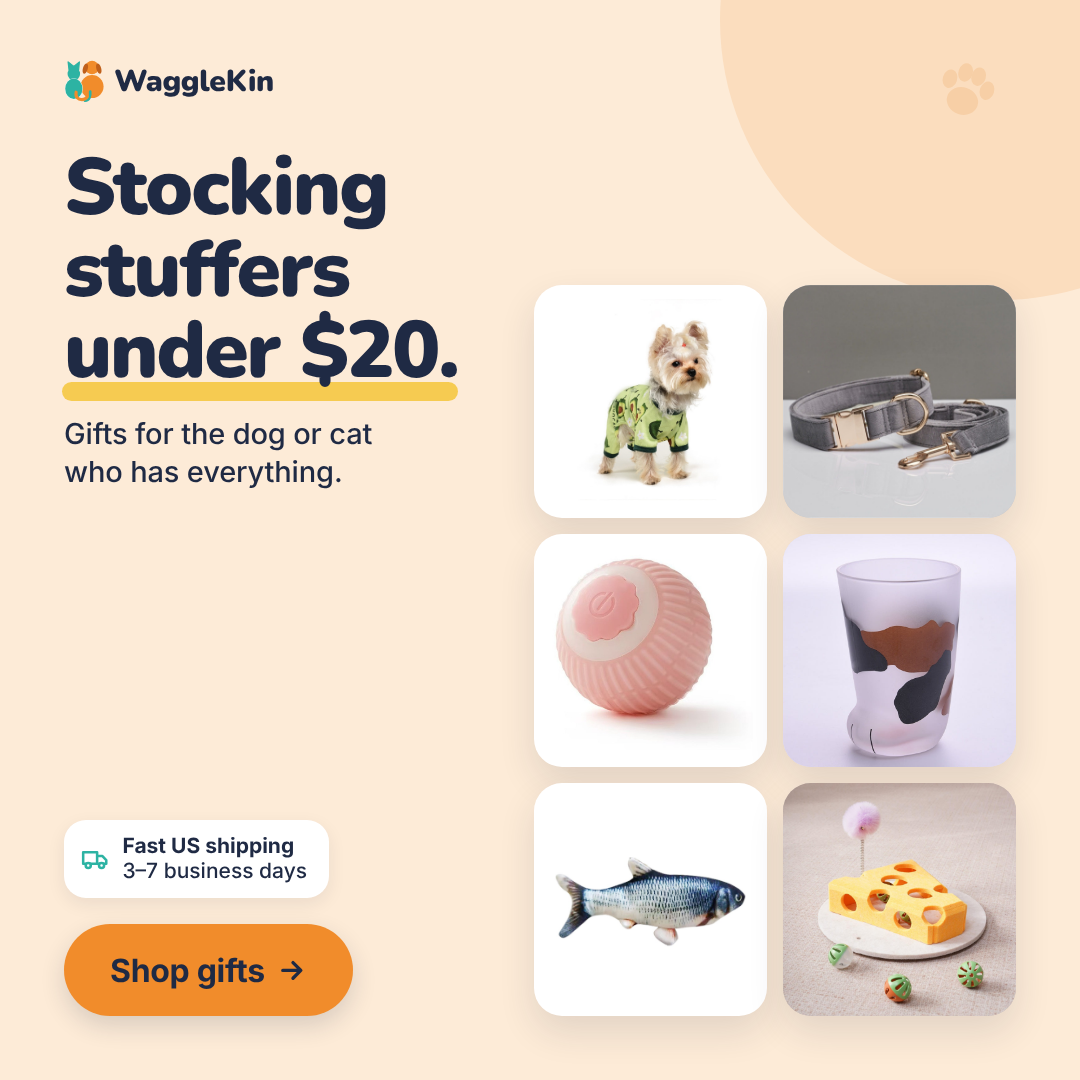 WaggleKin
Stocking
stuffers
under $20.
Gifts for the dog or cat
who has everything.
Fast US shipping
3–7 business days
Shop gifts →